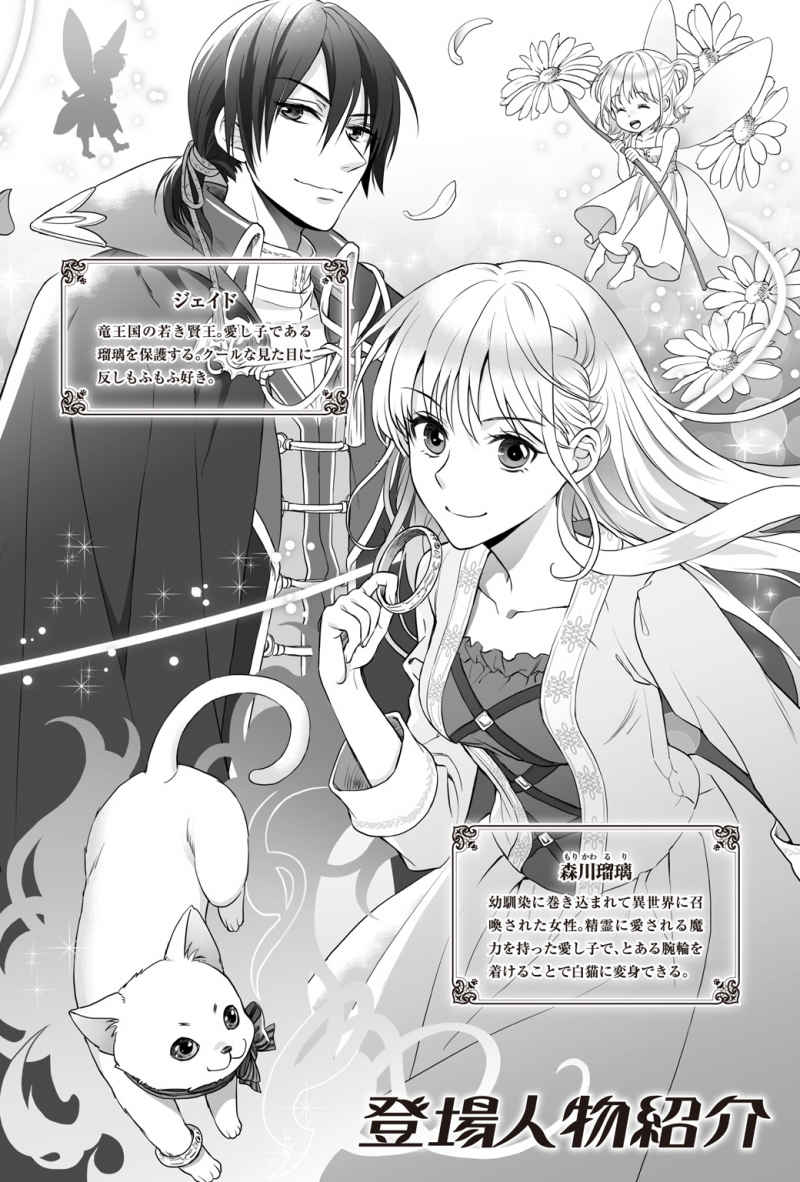 ジェイド
竜王国の若き賢王。愛し子である
瑠璃を保護する。クールな見た目に
反しもふもふ好き。
もりかわ る り
森川瑠璃
幼馴染に巻き込まれて異世界に召
喚された女性。精霊に愛される魔
力を持った愛し子で、とある腕輪を
着けることで白猫に変身できる。
登場人物紹介